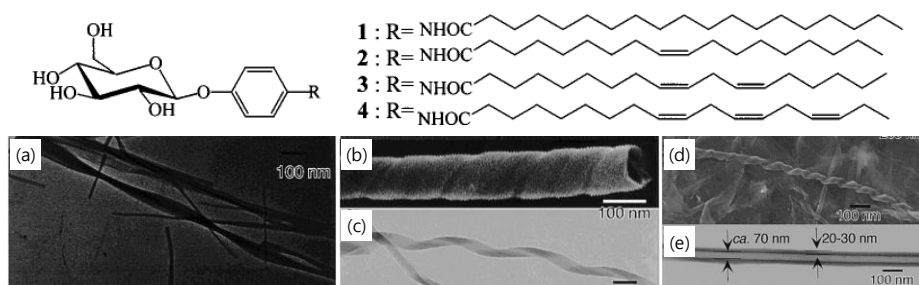 OH
HO
HO
OH
O
O
R
1 : R= NHOC
2 : R= NHOC
3 : R= NHOC
4 : R= NHOC
(a)
100 nm
(b)
100 nm
(c)
(d)
100 nm
(e)
ca. 70 nm
20-30 nm
100 nm